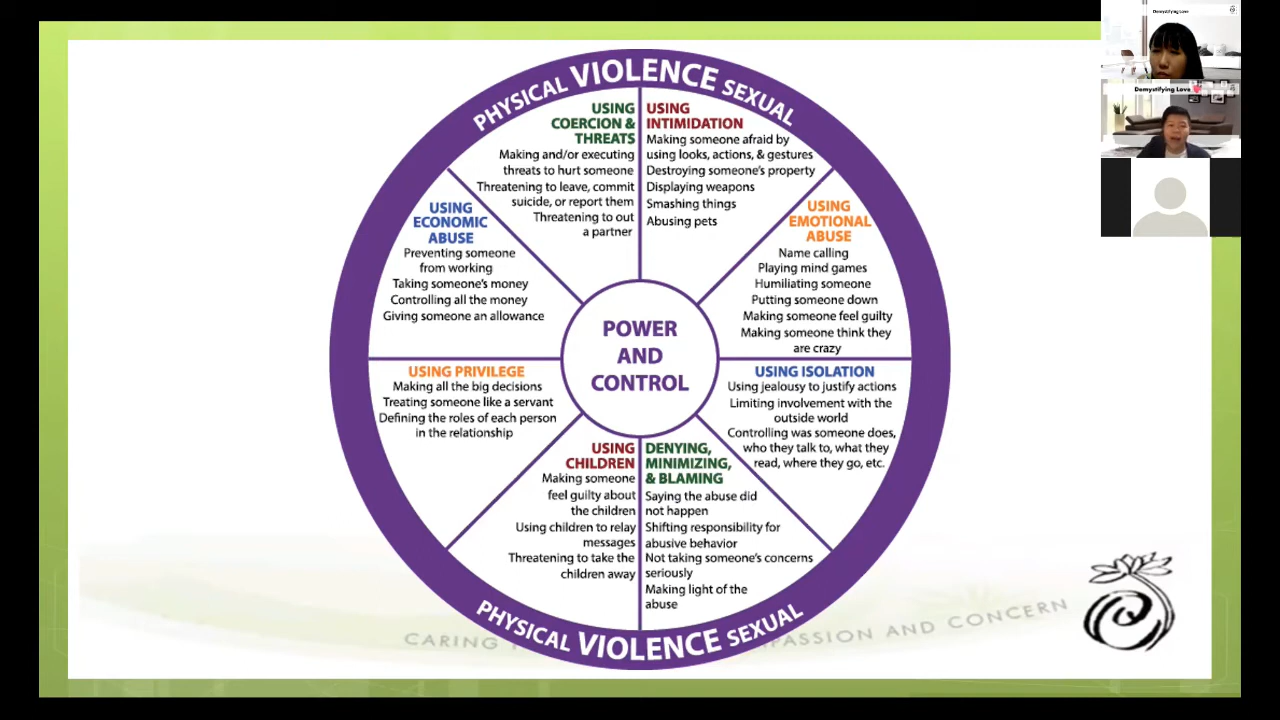 PHYSICAL VIOLENCE SEXUAL
USING
COERCION &
THREATS
Making and/or executing
threats to hurt someone
Threatening to leave, commit
suicide, or report them
Threatening to out
a partner
USING
INTIMIDATION
Making someone afraid by
using looks, actions, & gestures
Destroying someone's property
Displaying weapons
Smashing things
Abusing pets
USING
ECONOMIC
ABUSE
Preventing someone
from working
Taking someone's money
Controlling all the money
Giving someone an allowance
USING
EMOTIONAL
ABUSE
Name calling
Playing mind games
Humiliating someone
Putting someone down
Making someone feel guilty
Making someone think they
are crazy
POWER
AND
CONTROL
USING PRIVILEGE
Making all the big decisions
Treating someone like a servant
Defining the roles of each person
in the relationship
USING ISOLATION
Using jealousy to justify actions
Limiting involvement with the
outside world
Controlling was someone does,
who they talk to, what they
read, where they go, etc.
USING
CHILDREN
Making someone
feel guilty about
the children
Using children to relay
messages
Threatening to take the
children away
DENYING,
MINIMIZING,
& BLAMING
Saying the abuse did
not happen
Shifting responsibility for
abusive behavior
Not taking someone's concerns
seriously
Making light of the
abuse
PHYSICAL VIOLENCE SEXUAL
CARING PASSION AND CONCERN
Demystifying Love
Demystifying Love